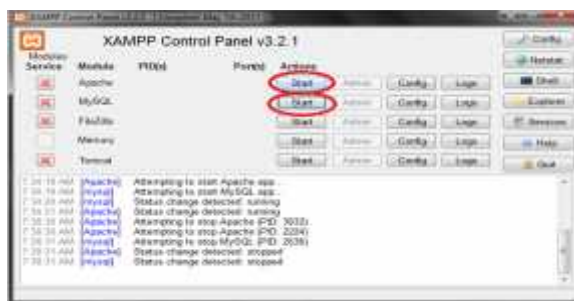 XAMPP Control Panel
XAMPP Control Panel v3.2.1
Config
Modules
Service Module PID(s) Port(s) Actions
Netstat
Apache Start Admin Config Logs
Shell
MySQL Start Admin Config Logs
Explorer
FileZilla Start Admin Config Logs
Services
Mercury Start Admin Config Logs
Help
Tomcat Start Admin Config Logs
Quit
[Apache] Attempting to start Apache app...
[mysql] Attempting to start MySQL app...
[mysql] Status change detected: running
[Apache] Status change detected: running
[Apache] Attempting to stop Apache (PID:
[Apache] Attempting to stop Apache (PID:
[mysql] Attempting to stop MySQL (PID:
[Apache] Status change detected: stopped
[mysql] Status change detected: stopped